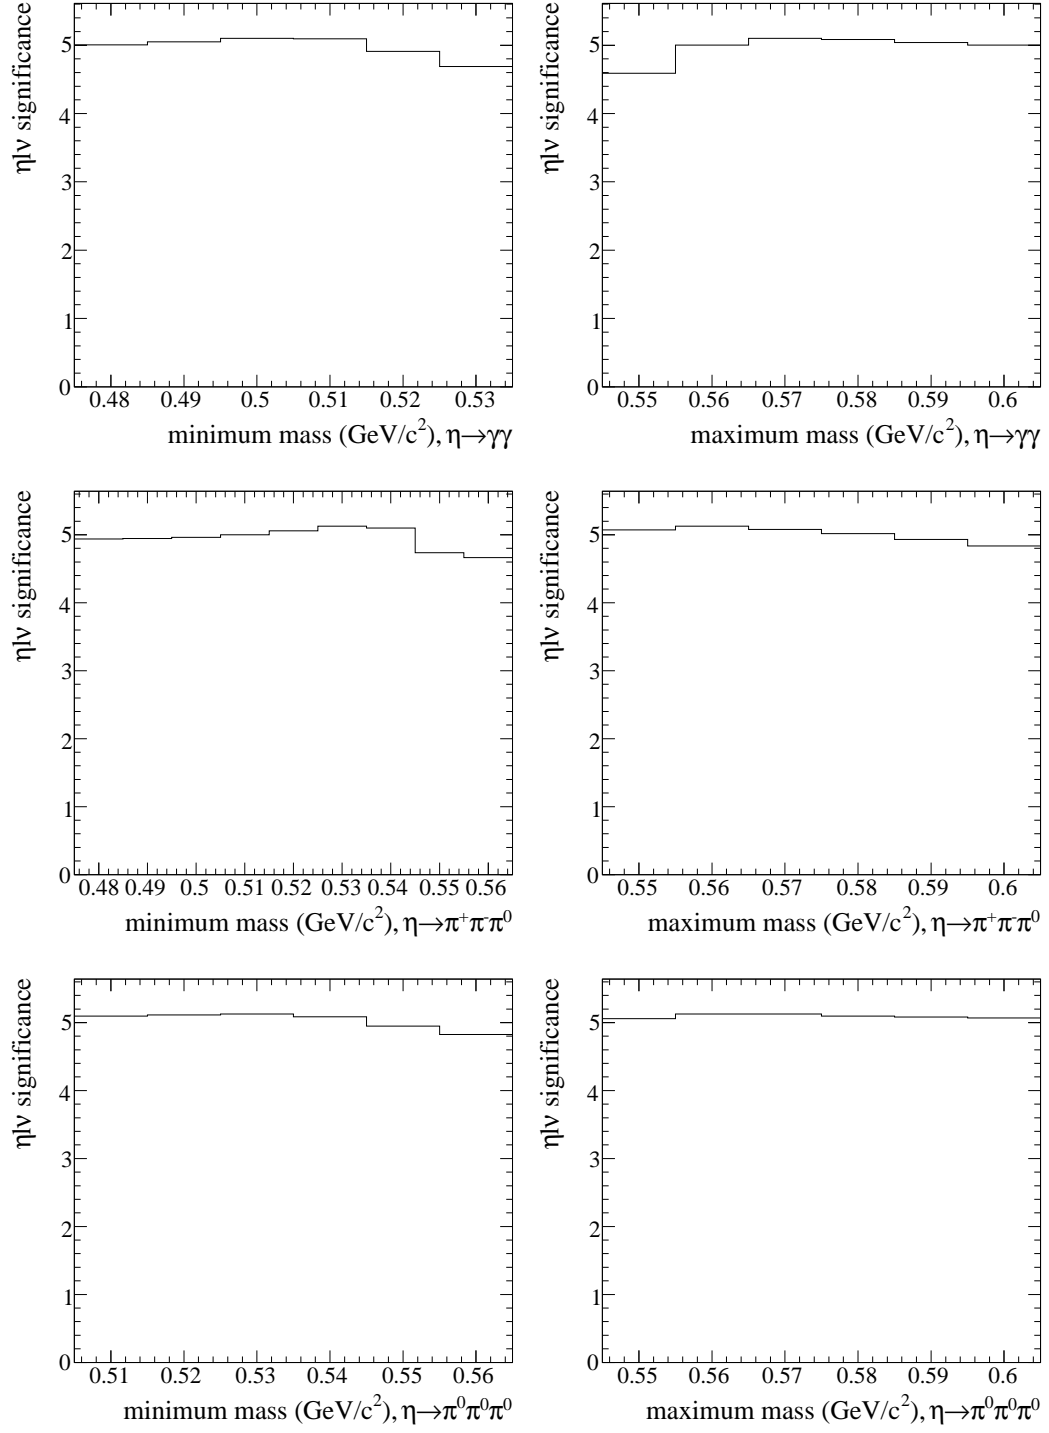 ηlν significance
5
4
3
2
1
0
0.48 0.49 0.5 0.51 0.52 0.53
minimum mass (GeV/c²), η→γγ
ηlν significance
5
4
3
2
1
0
0.55 0.56 0.57 0.58 0.59 0.6
maximum mass (GeV/c²), η→γγ
ηlν significance
5
4
3
2
1
0
0.48 0.49 0.5 0.51 0.52 0.53 0.54 0.55 0.56
minimum mass (GeV/c²), η→π⁺π⁻π⁰
ηlν significance
5
4
3
2
1
0
0.55 0.56 0.57 0.58 0.59 0.6
maximum mass (GeV/c²), η→π⁺π⁻π⁰
ηlν significance
5
4
3
2
1
0
0.51 0.52 0.53 0.54 0.55 0.56
minimum mass (GeV/c²), η→π⁰π⁰π⁰
ηlν significance
5
4
3
2
1
0
0.55 0.56 0.57 0.58 0.59 0.6
maximum mass (GeV/c²), η→π⁰π⁰π⁰